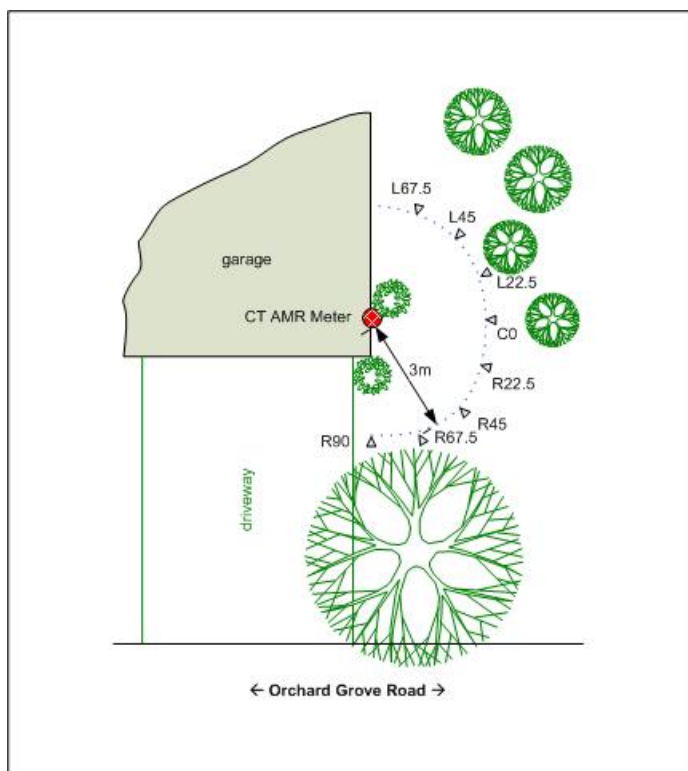 L67.5
L45
garage
L22.5
CT AMR Meter
C0
3m
R22.5
R45
R90
R67.5
driveway
← Orchard Grove Road →